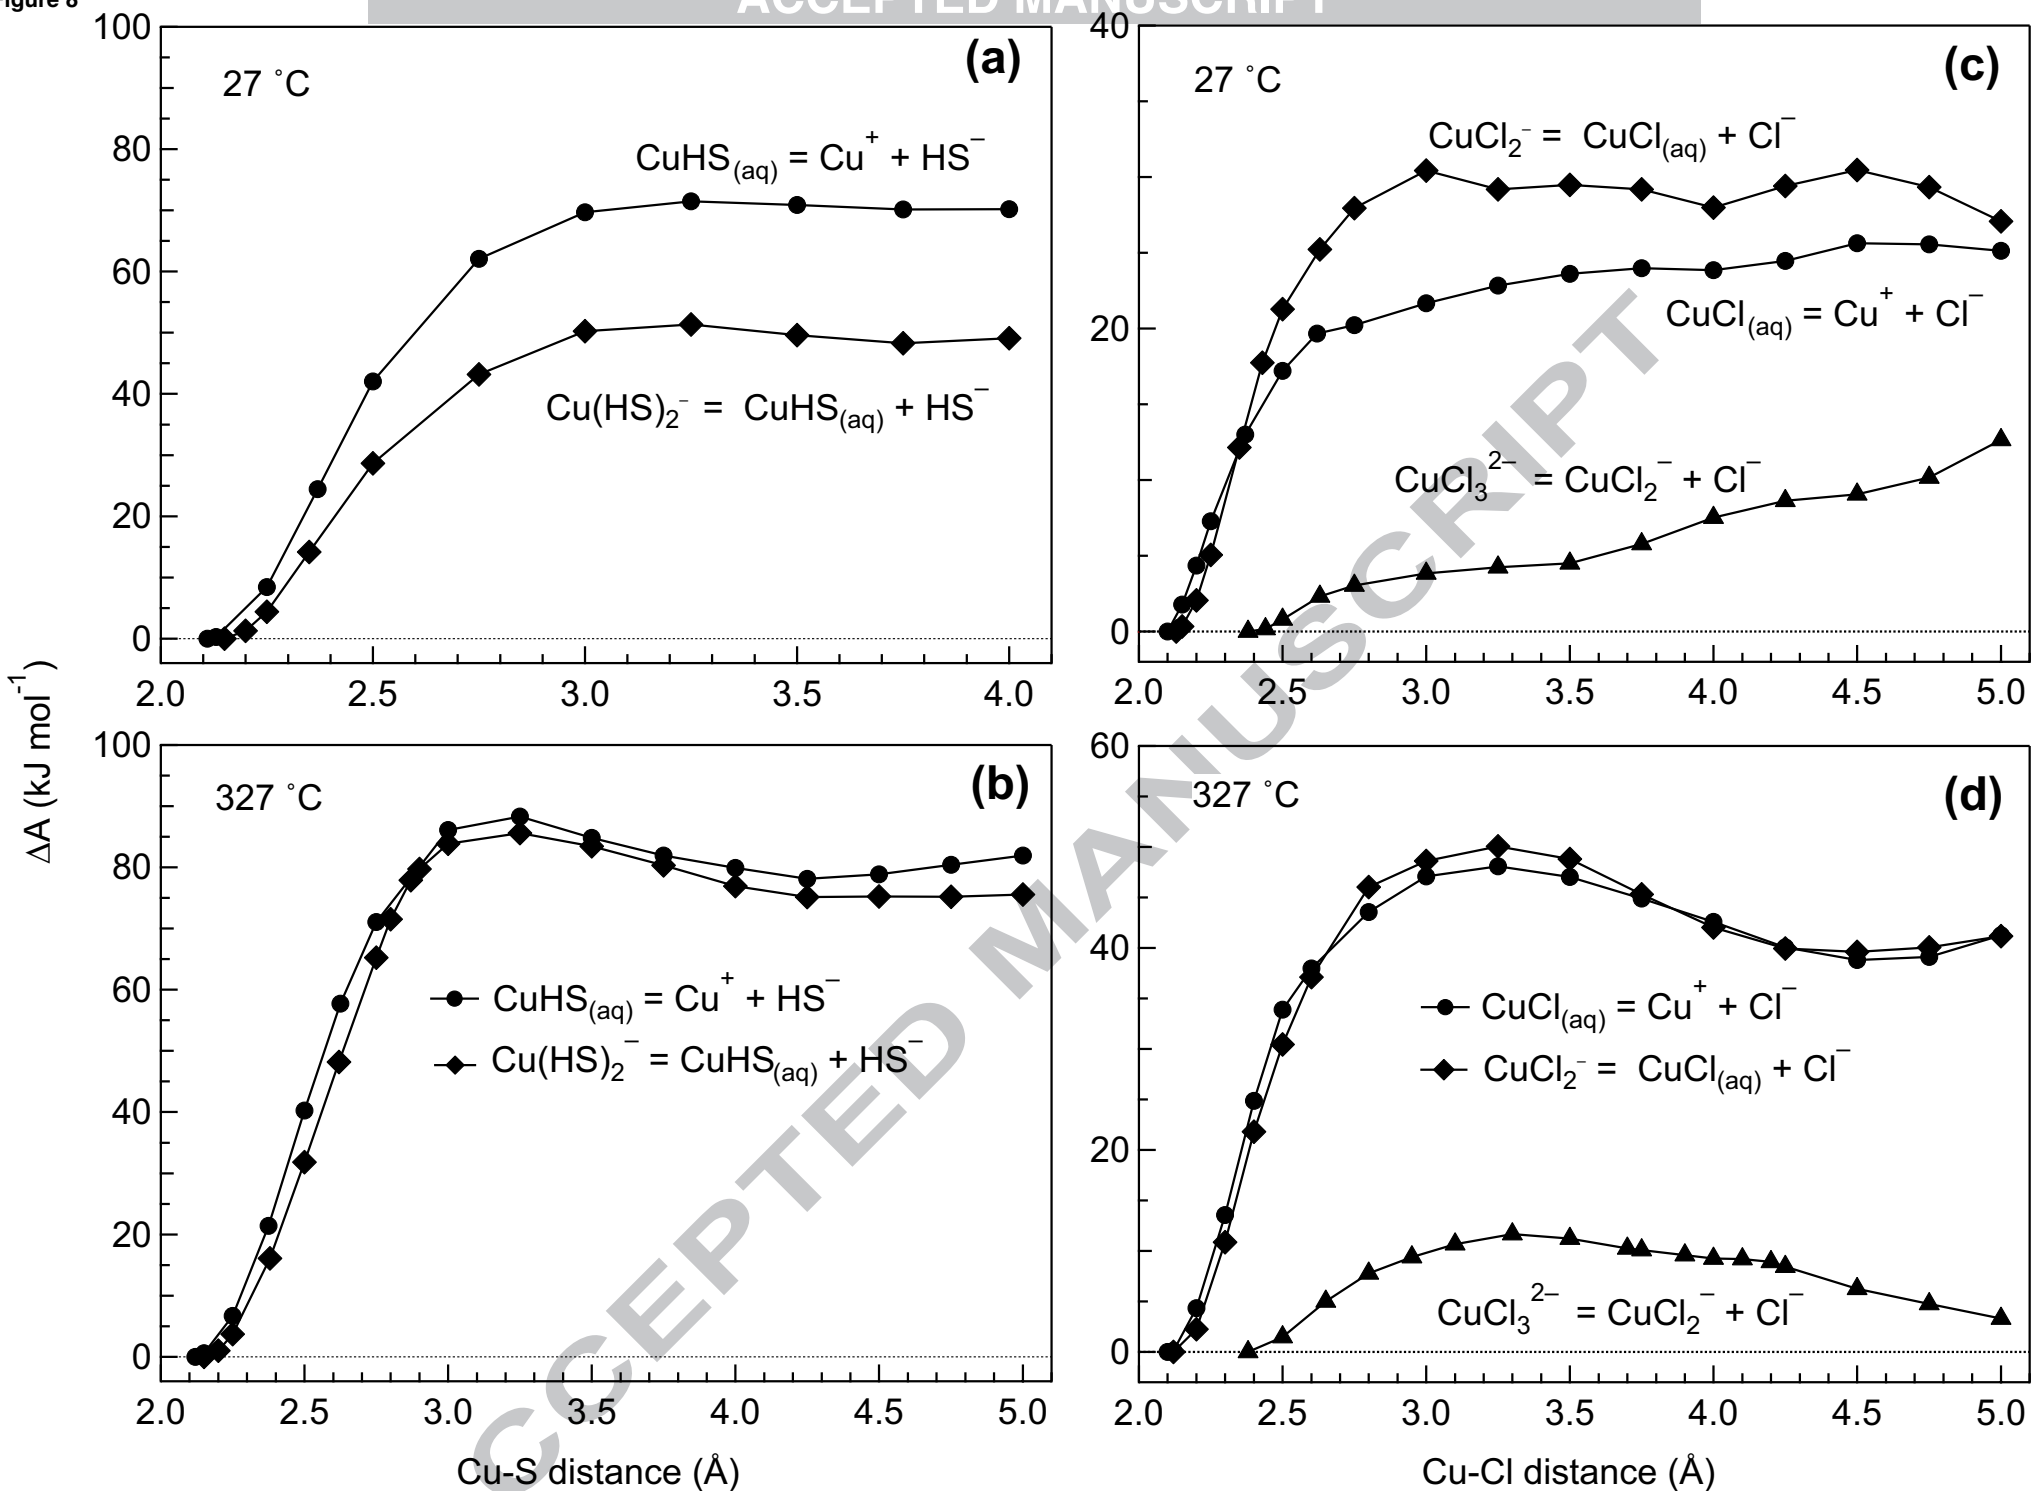 Figure 8
ACCEPTED MANUSCRIPT
(a)
27 ˚C
CuHS(aq) = Cu+ + HS–
Cu(HS)2– = CuHS(aq) + HS–
100
80
60
40
20
0
2.0 2.5 3.0 3.5 4.0
(c)
27 ˚C
CuCl2– = CuCl(aq) + Cl–
CuCl(aq) = Cu+ + Cl–
CuCl3 2– = CuCl2– + Cl–
40
20
0
2.0 2.5 3.0 3.5 4.0 4.5 5.0
ΔA (kJ mol-1)
(b)
327 ˚C
CuHS(aq) = Cu+ + HS–
Cu(HS)2– = CuHS(aq) + HS–
100
80
60
40
20
0
2.0 2.5 3.0 3.5 4.0 4.5 5.0
Cu-S distance (Å)
(d)
327 ˚C
CuCl(aq) = Cu+ + Cl–
CuCl2– = CuCl(aq) + Cl–
CuCl3 2– = CuCl2– + Cl–
60
40
20
0
2.0 2.5 3.0 3.5 4.0 4.5 5.0
Cu-Cl distance (Å)
CCEPTED MANUSCRIPT